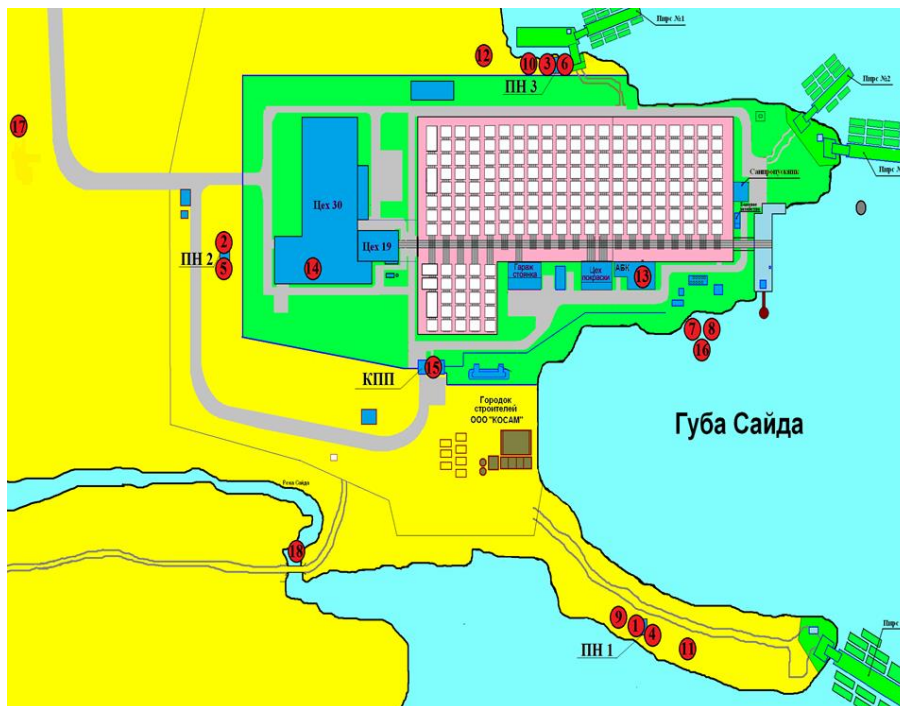 Пирс №1
12
10
3
6
ПН 3
Пирс №2
17
Пирс №
Санпропускник
Цех 30
2
ПН 2
5
Цех 19
14
Гараж
стоянка
Цех
покраски
АБК
13
7
8
16
КПП
15
Городок
строителей
ООО "КОСАМ"
Губа Сайда
Река Сайда
18
9
1
4
ПН 1
11
Пирс